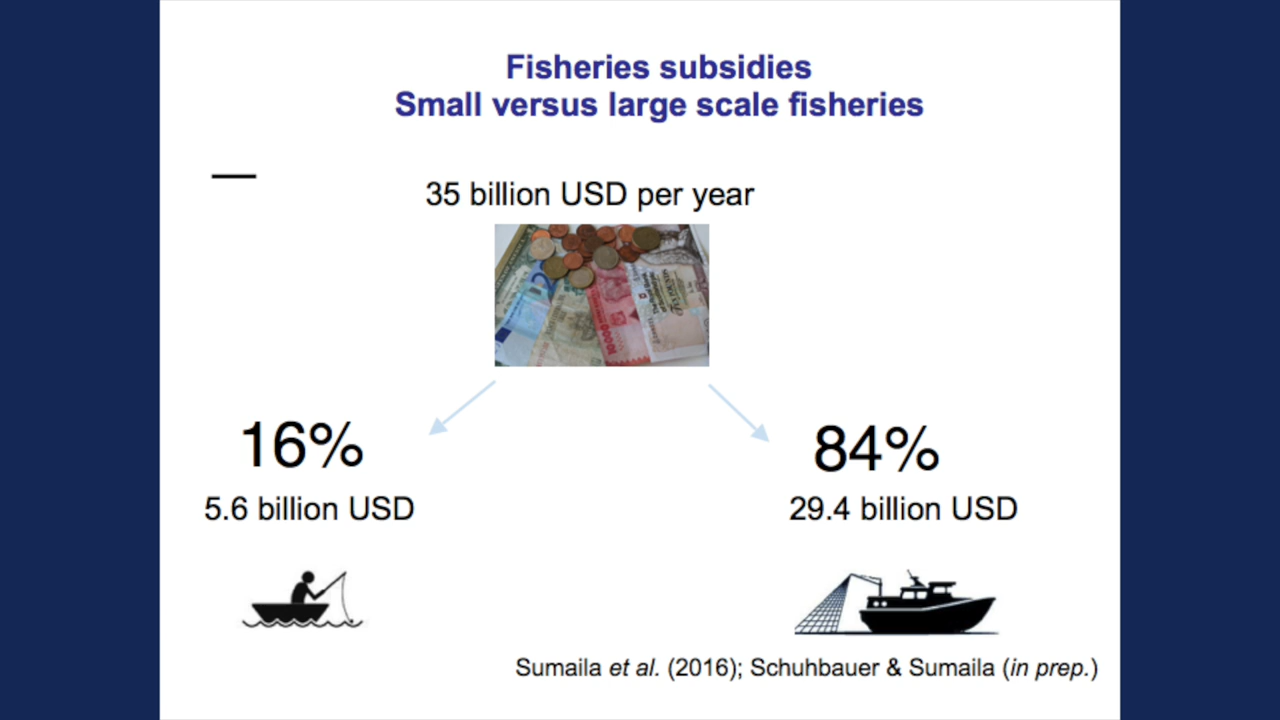 Fisheries subsidies
Small versus large scale fisheries
35 billion USD per year
16%
5.6 billion USD
84%
29.4 billion USD
Sumaila et al. (2016); Schuhbauer & Sumaila (in prep.)